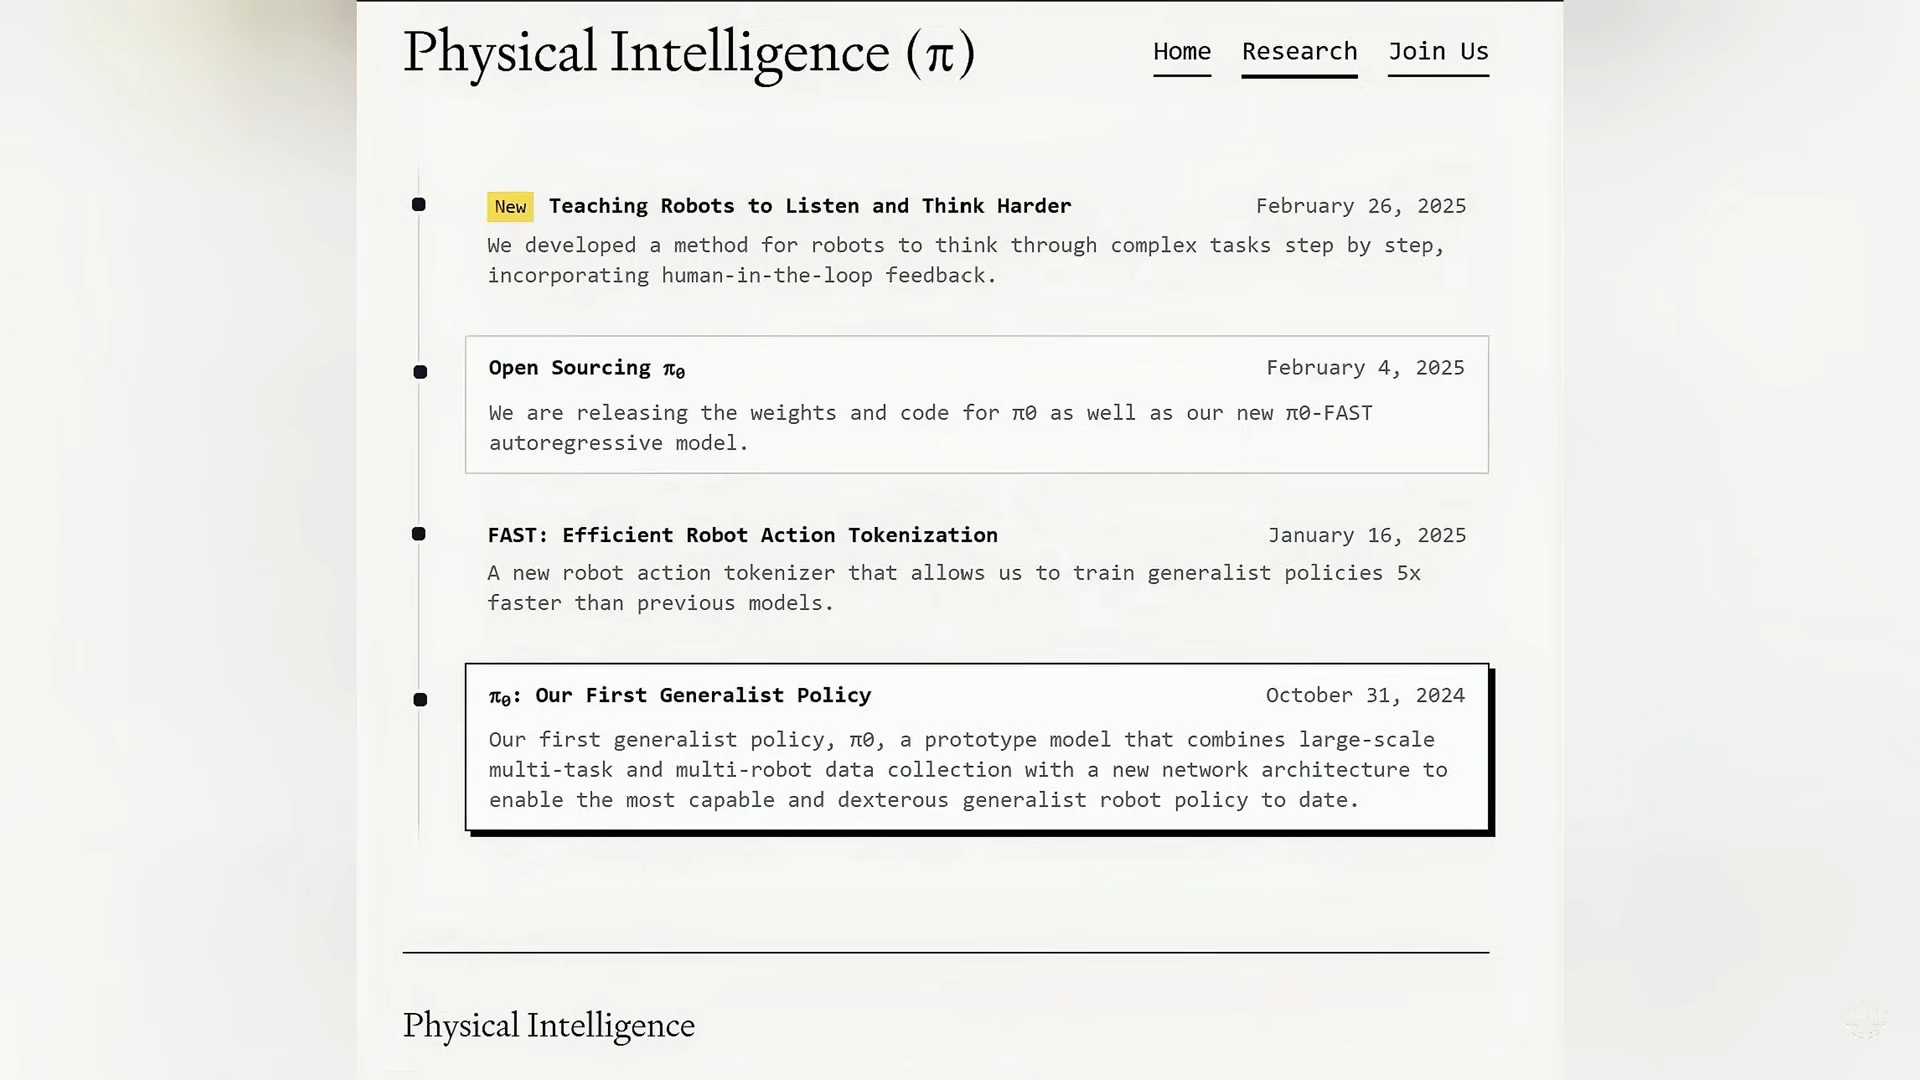 Physical Intelligence (π)
Home Research Join Us
New Teaching Robots to Listen and Think Harder February 26, 2025
We developed a method for robots to think through complex tasks step by step,
incorporating human-in-the-loop feedback.
Open Sourcing π₀ February 4, 2025
We are releasing the weights and code for π0 as well as our new π0-FAST
autoregressive model.
FAST: Efficient Robot Action Tokenization January 16, 2025
A new robot action tokenizer that allows us to train generalist policies 5x
faster than previous models.
π₀: Our First Generalist Policy October 31, 2024
Our first generalist policy, π0, a prototype model that combines large-scale
multi-task and multi-robot data collection with a new network architecture to
enable the most capable and dexterous generalist robot policy to date.
Physical Intelligence